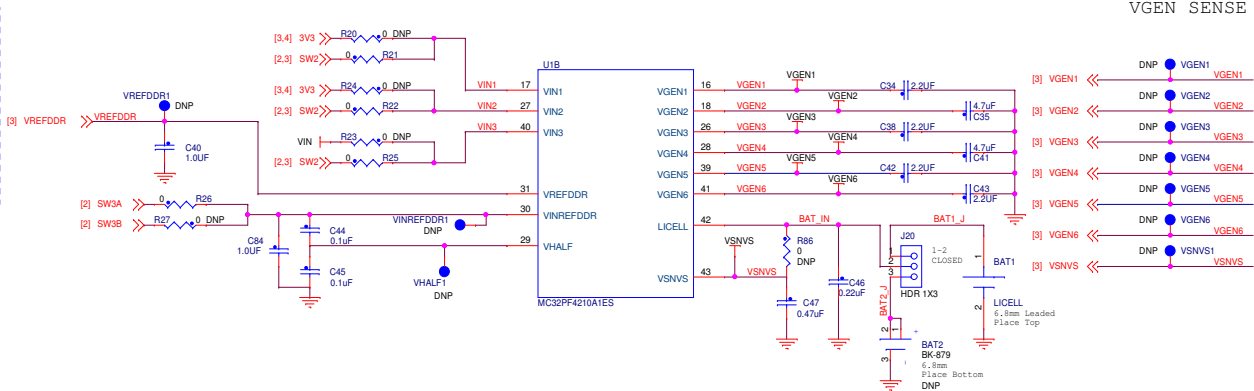 VGEN SENSE
[3,4] 3V3 R20 0 DNP
[2,3] SW2 0 R21
[3,4] 3V3 R24 0 DNP
[2,3] SW2 0 R22
VIN R23 0 DNP
[2,3] SW2 0 R25
VIN1 17 VIN1
VIN2 27 VIN2
VIN3 40 VIN3
VREFDDR1
DNP
[3] VREFDDR VREFDDR
C40
1.0UF
31 VREFDDR
30 VINREFDDR
29 VHALF
[2] SW3A 0 R26
[2] SW3B R27 0 DNP
C84
1.0UF
C44
0.1uF
C45
0.1uF
VINREFDDR1
DNP
VHALF1
DNP
U1B
MC32PF4210A1ES
VGEN1 16 VGEN1 VGEN1 C34 2.2UF
VGEN2 18 VGEN2 VGEN2 4.7uF C35
VGEN3 26 VGEN3 VGEN3 C38 2.2UF
VGEN4 28 VGEN4 VGEN4 4.7uF C41
VGEN5 39 VGEN5 VGEN5 C42 2.2UF
VGEN6 41 VGEN6 VGEN6 C43 2.2UF
LICELL 42 BAT_IN BAT1_J
VSNVS 43 VSNVS VSNVS
R86
0
DNP
C47
0.47uF
C46
0.22uF
J20
1
2
3
HDR 1X3
1-2
CLOSED
BAT2_J
1
BAT1
2
LICELL
6.8mm Leaded
Place Top
2 1 +
3
BAT2
BK-879
6.8mm
Place Bottom
DNP
DNP VGEN1
[3] VGEN1 VGEN1
DNP VGEN2
[3] VGEN2 VGEN2
DNP VGEN3
[3] VGEN3 VGEN3
DNP VGEN4
[3] VGEN4 VGEN4
DNP VGEN5
[3] VGEN5 VGEN5
DNP VGEN6
[3] VGEN6 VGEN6
DNP VSNVS1
[3] VSNVS VSNVS